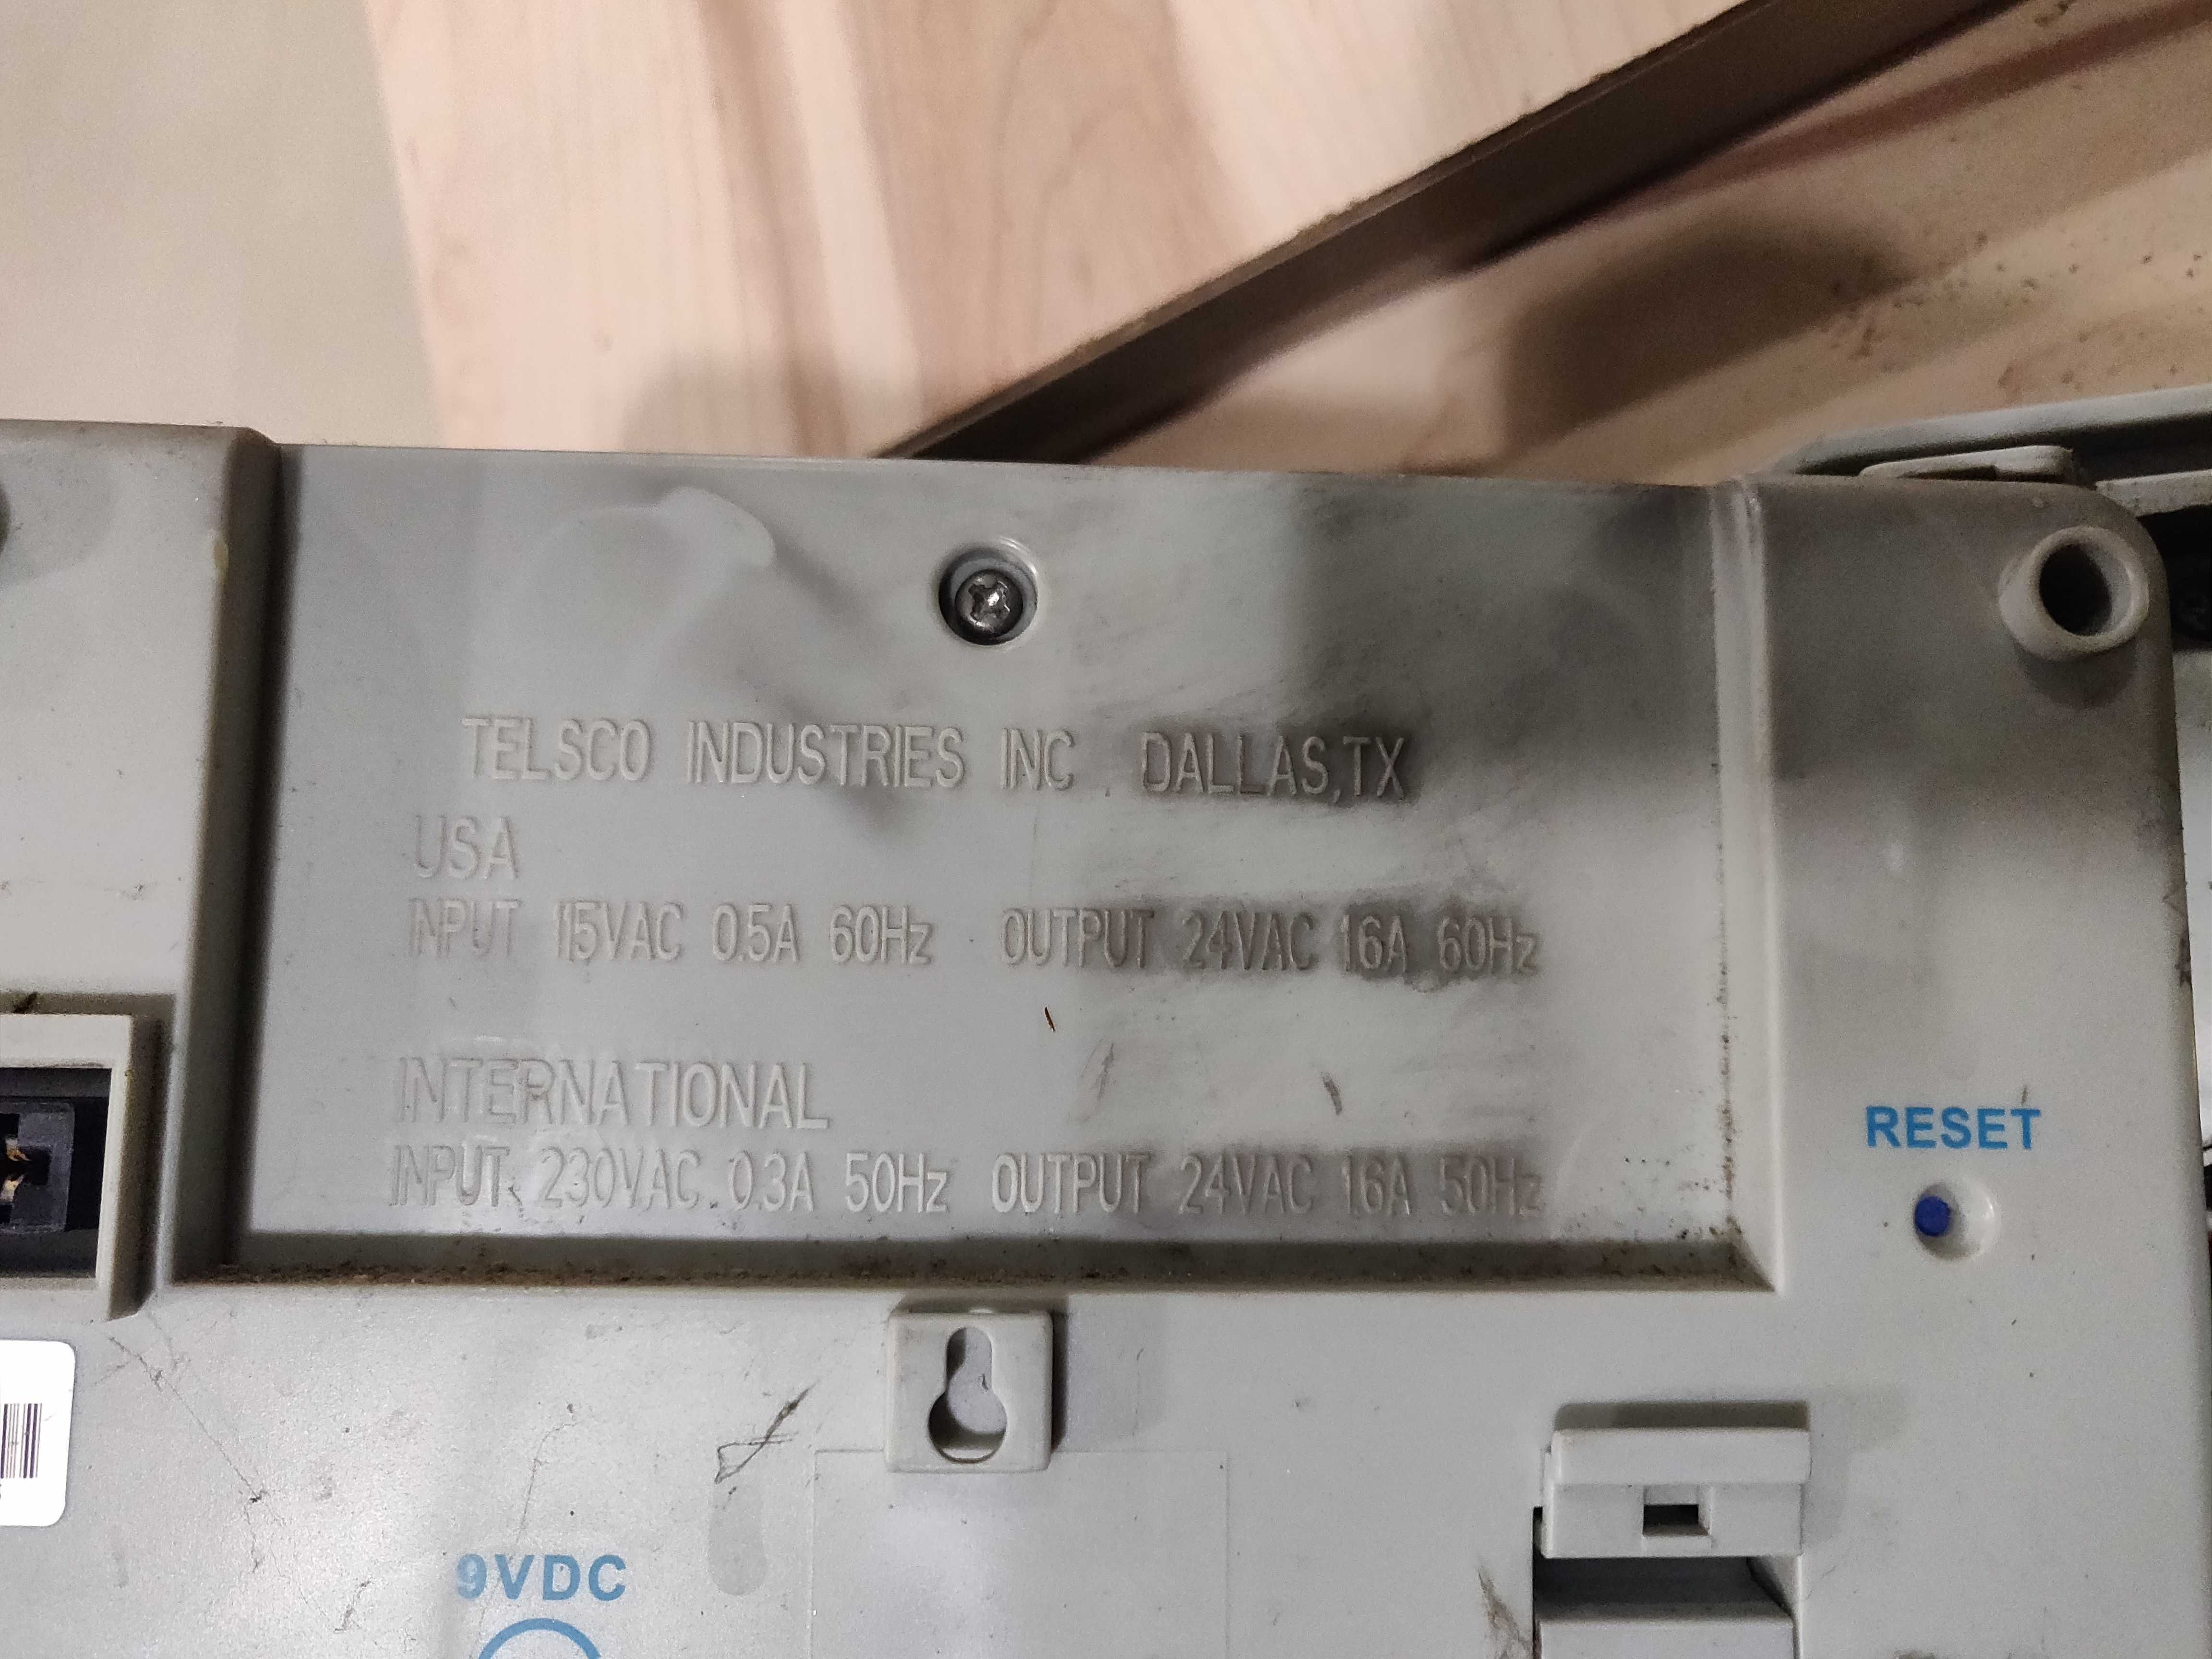 TELSCO INDUSTRIES INC. DALLAS,TX
USA
INPUT 115VAC 0.5A 60Hz OUTPUT 24VAC 1.6A 60Hz
INTERNATIONAL
INPUT 230VAC 0.3A 50Hz OUTPUT 24VAC 1.6A 50Hz
RESET
9VDC